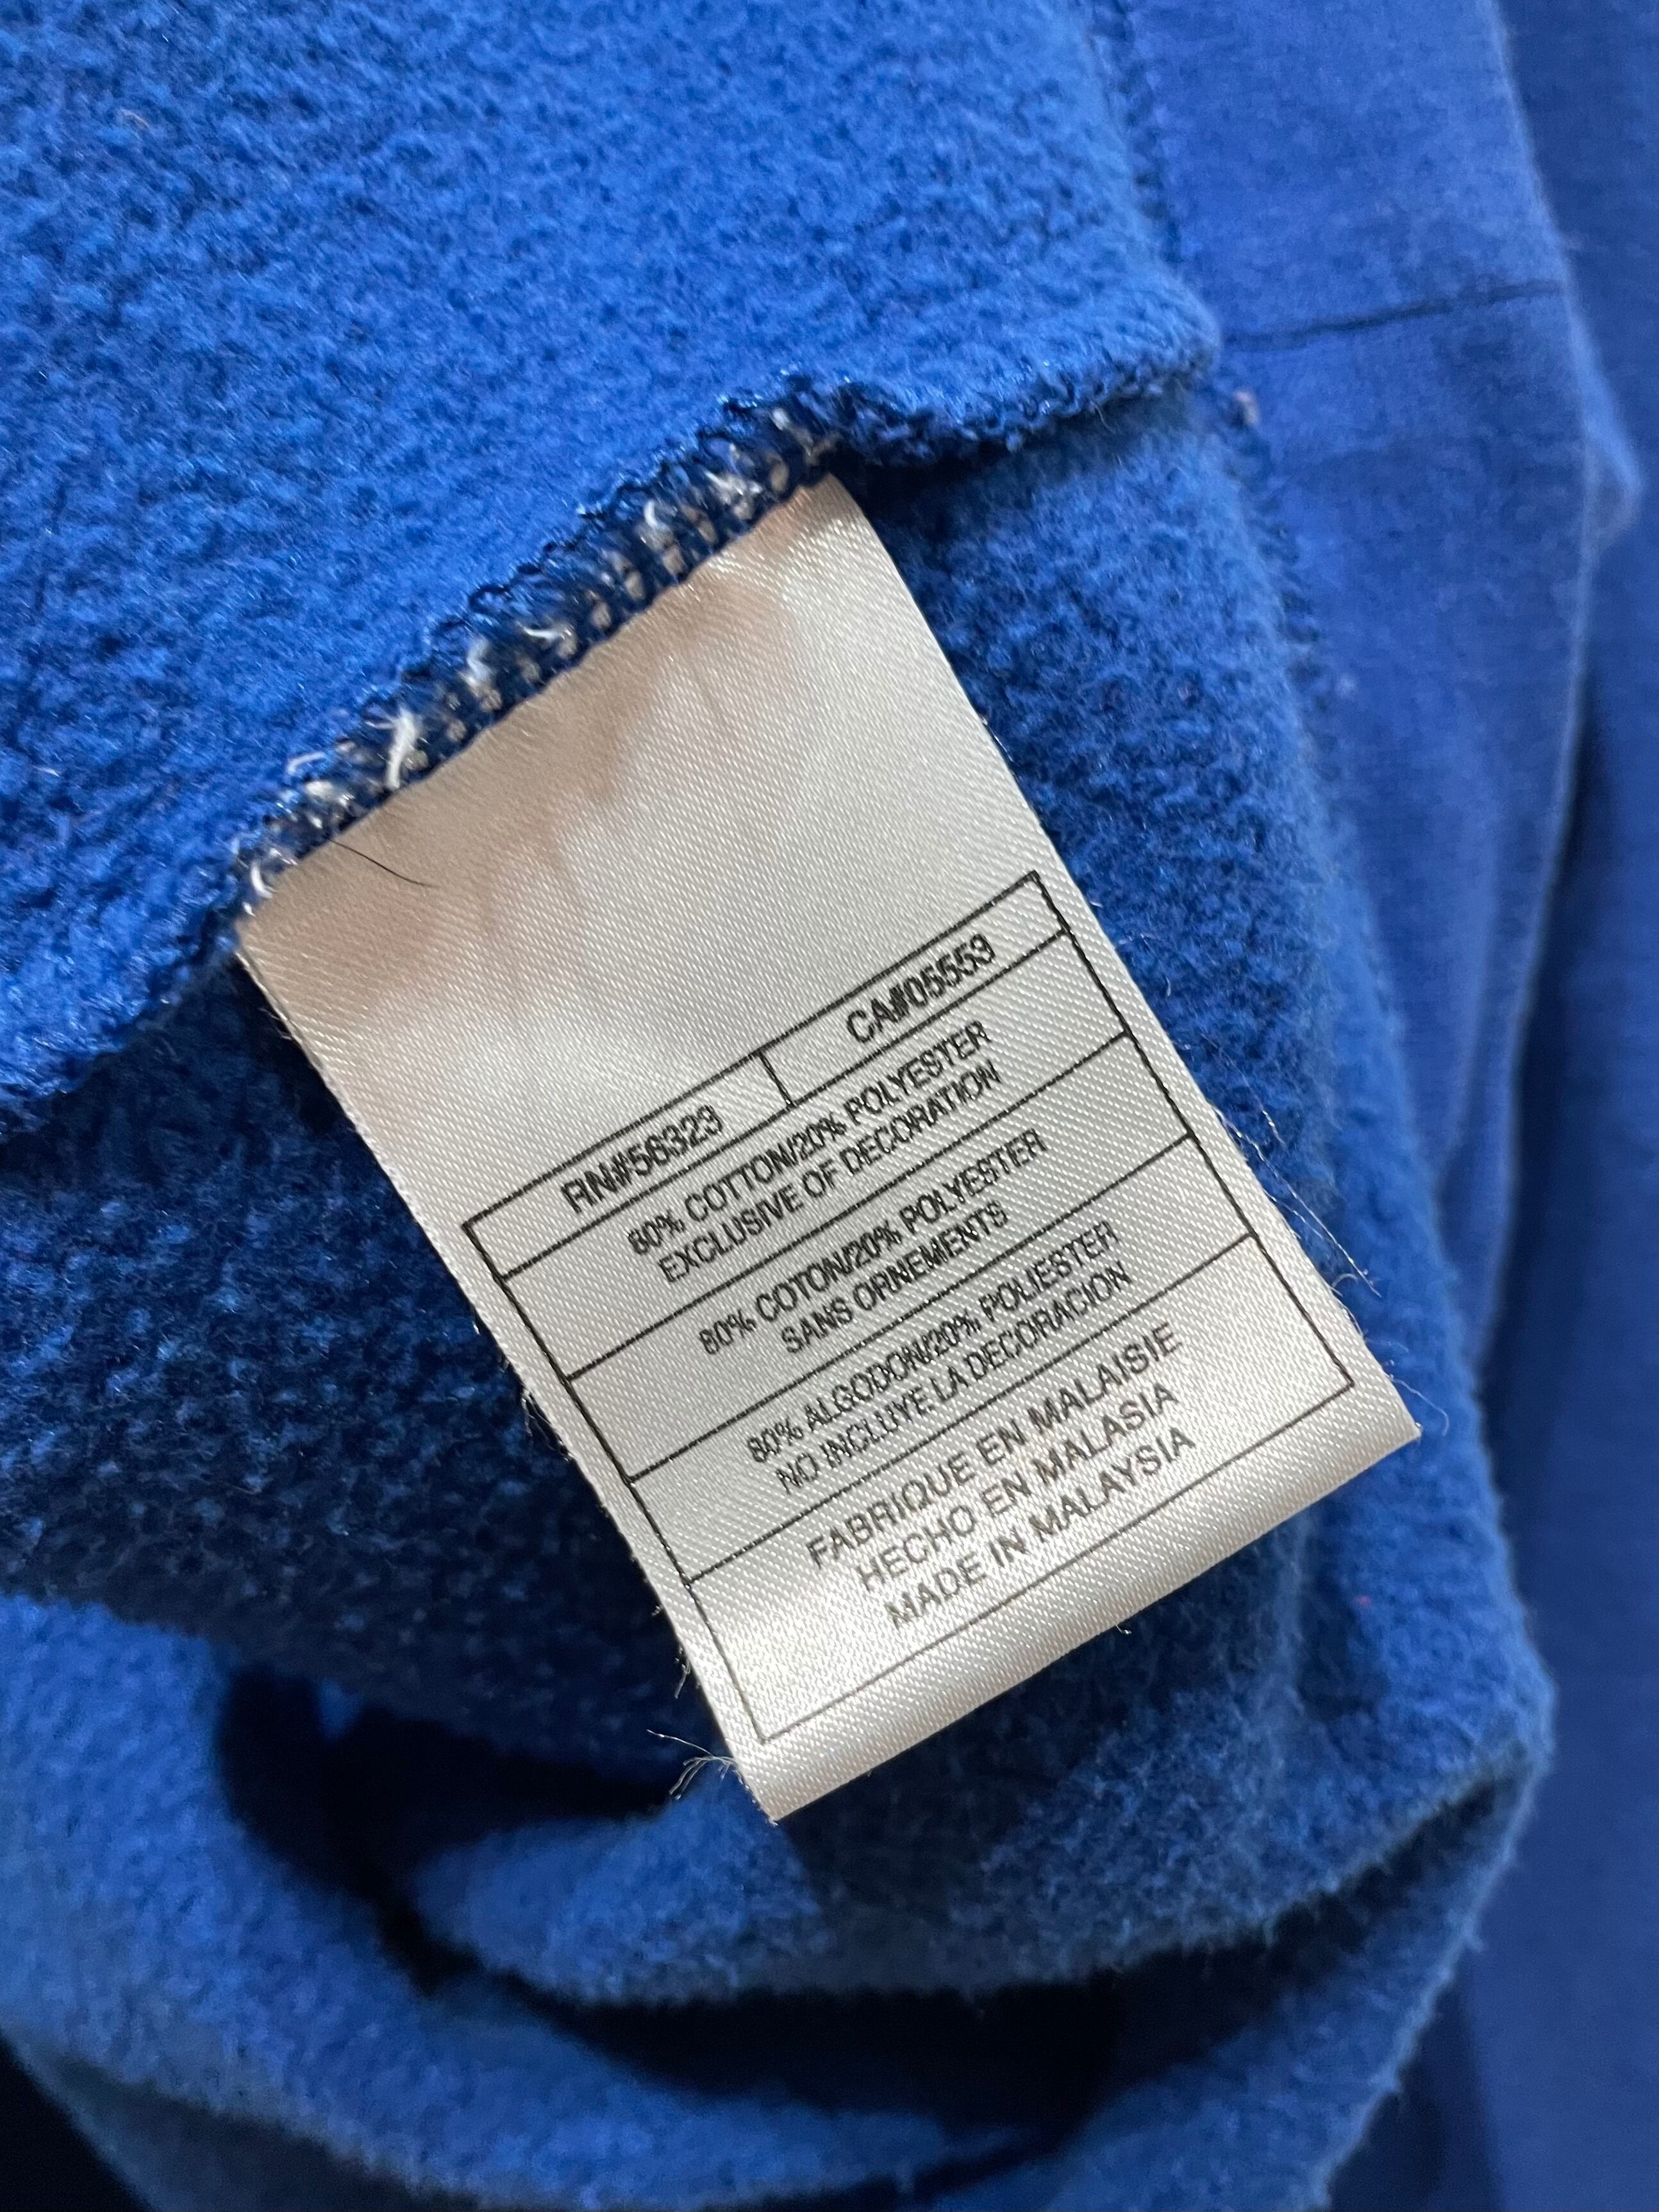 RN#56323 CA#05553
80% COTTON/20% POLYESTER
EXCLUSIVE OF DECORATION
80% COTON/20% POLYESTER
SANS ORNEMENTS
80% ALGODON/20% POLIESTER
NO INCLUYE LA DECORACION
FABRIQUE EN MALAISIE
HECHO EN MALASIA
MADE IN MALAYSIA